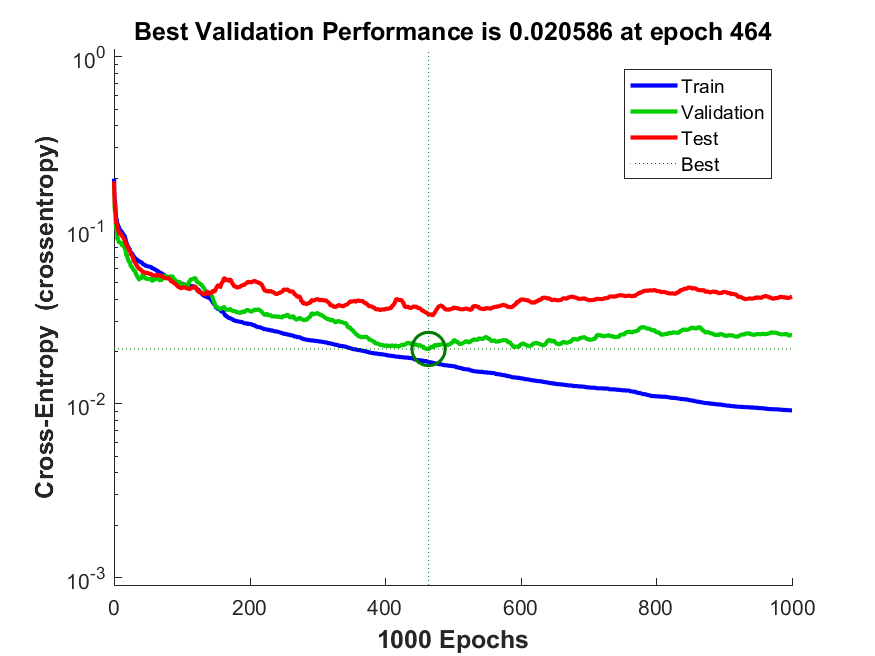 Best Validation Performance is 0.020586 at epoch 464
Cross-Entropy (crossentropy)
10^0
10^-1
10^-2
10^-3
Train
Validation
Test
Best
0 200 400 600 800 1000
1000 Epochs